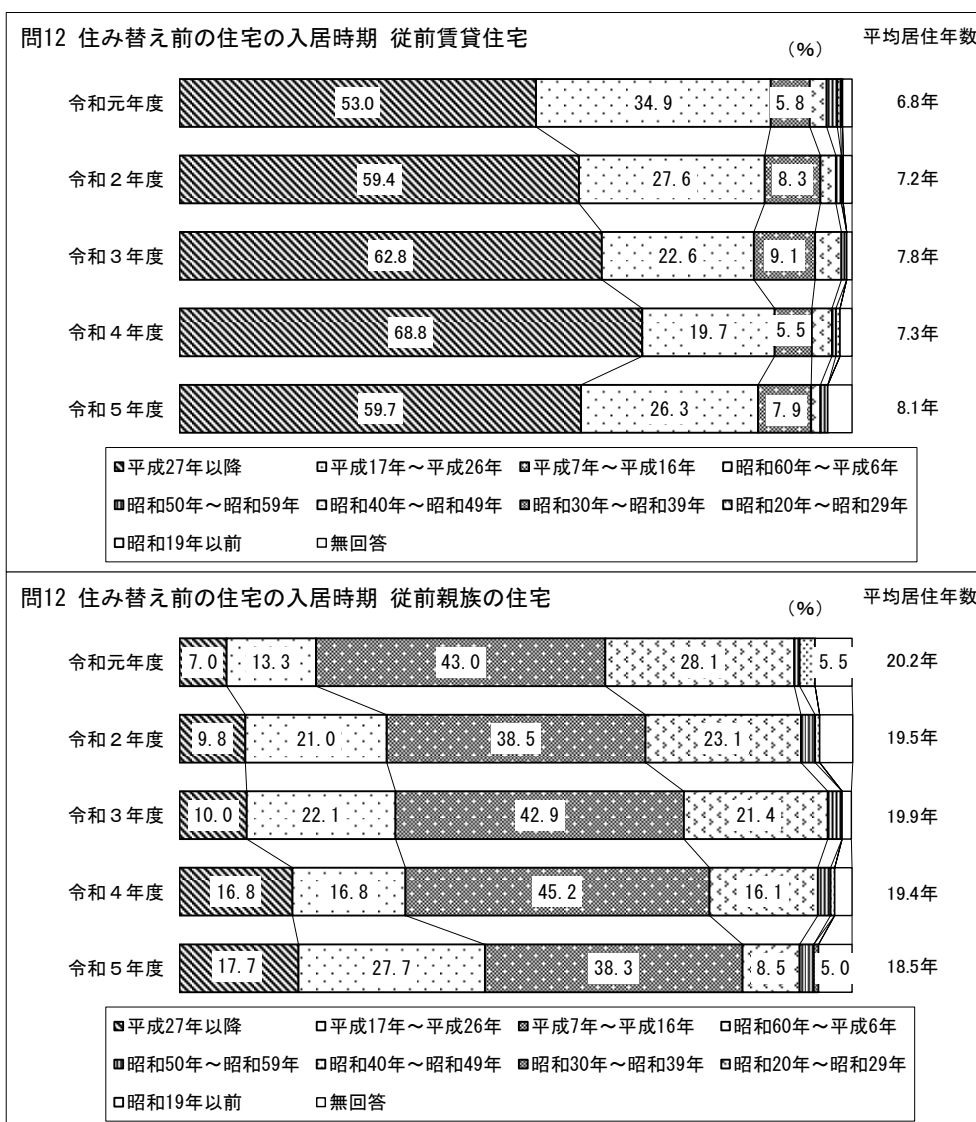 問12 住み替え前の住宅の入居時期 従前賃貸住宅 （%） 平均居住年数
令和元年度 53.0 34.9 5.8 6.8年
令和２年度 59.4 27.6 8.3 7.2年
令和３年度 62.8 22.6 9.1 7.8年
令和４年度 68.8 19.7 5.5 7.3年
令和５年度 59.7 26.3 7.9 8.1年
平成27年以降 平成17年～平成26年 平成7年～平成16年 昭和60年～平成6年
昭和50年～昭和59年 昭和40年～昭和49年 昭和30年～昭和39年 昭和20年～昭和29年
昭和19年以前 無回答
問12 住み替え前の住宅の入居時期 従前親族の住宅 （%） 平均居住年数
令和元年度 7.0 13.3 43.0 28.1 5.5 20.2年
令和２年度 9.8 21.0 38.5 23.1 19.5年
令和３年度 10.0 22.1 42.9 21.4 19.9年
令和４年度 16.8 16.8 45.2 16.1 19.4年
令和５年度 17.7 27.7 38.3 8.5 5.0 18.5年
平成27年以降 平成17年～平成26年 平成7年～平成16年 昭和60年～平成6年
昭和50年～昭和59年 昭和40年～昭和49年 昭和30年～昭和39年 昭和20年～昭和29年
昭和19年以前 無回答